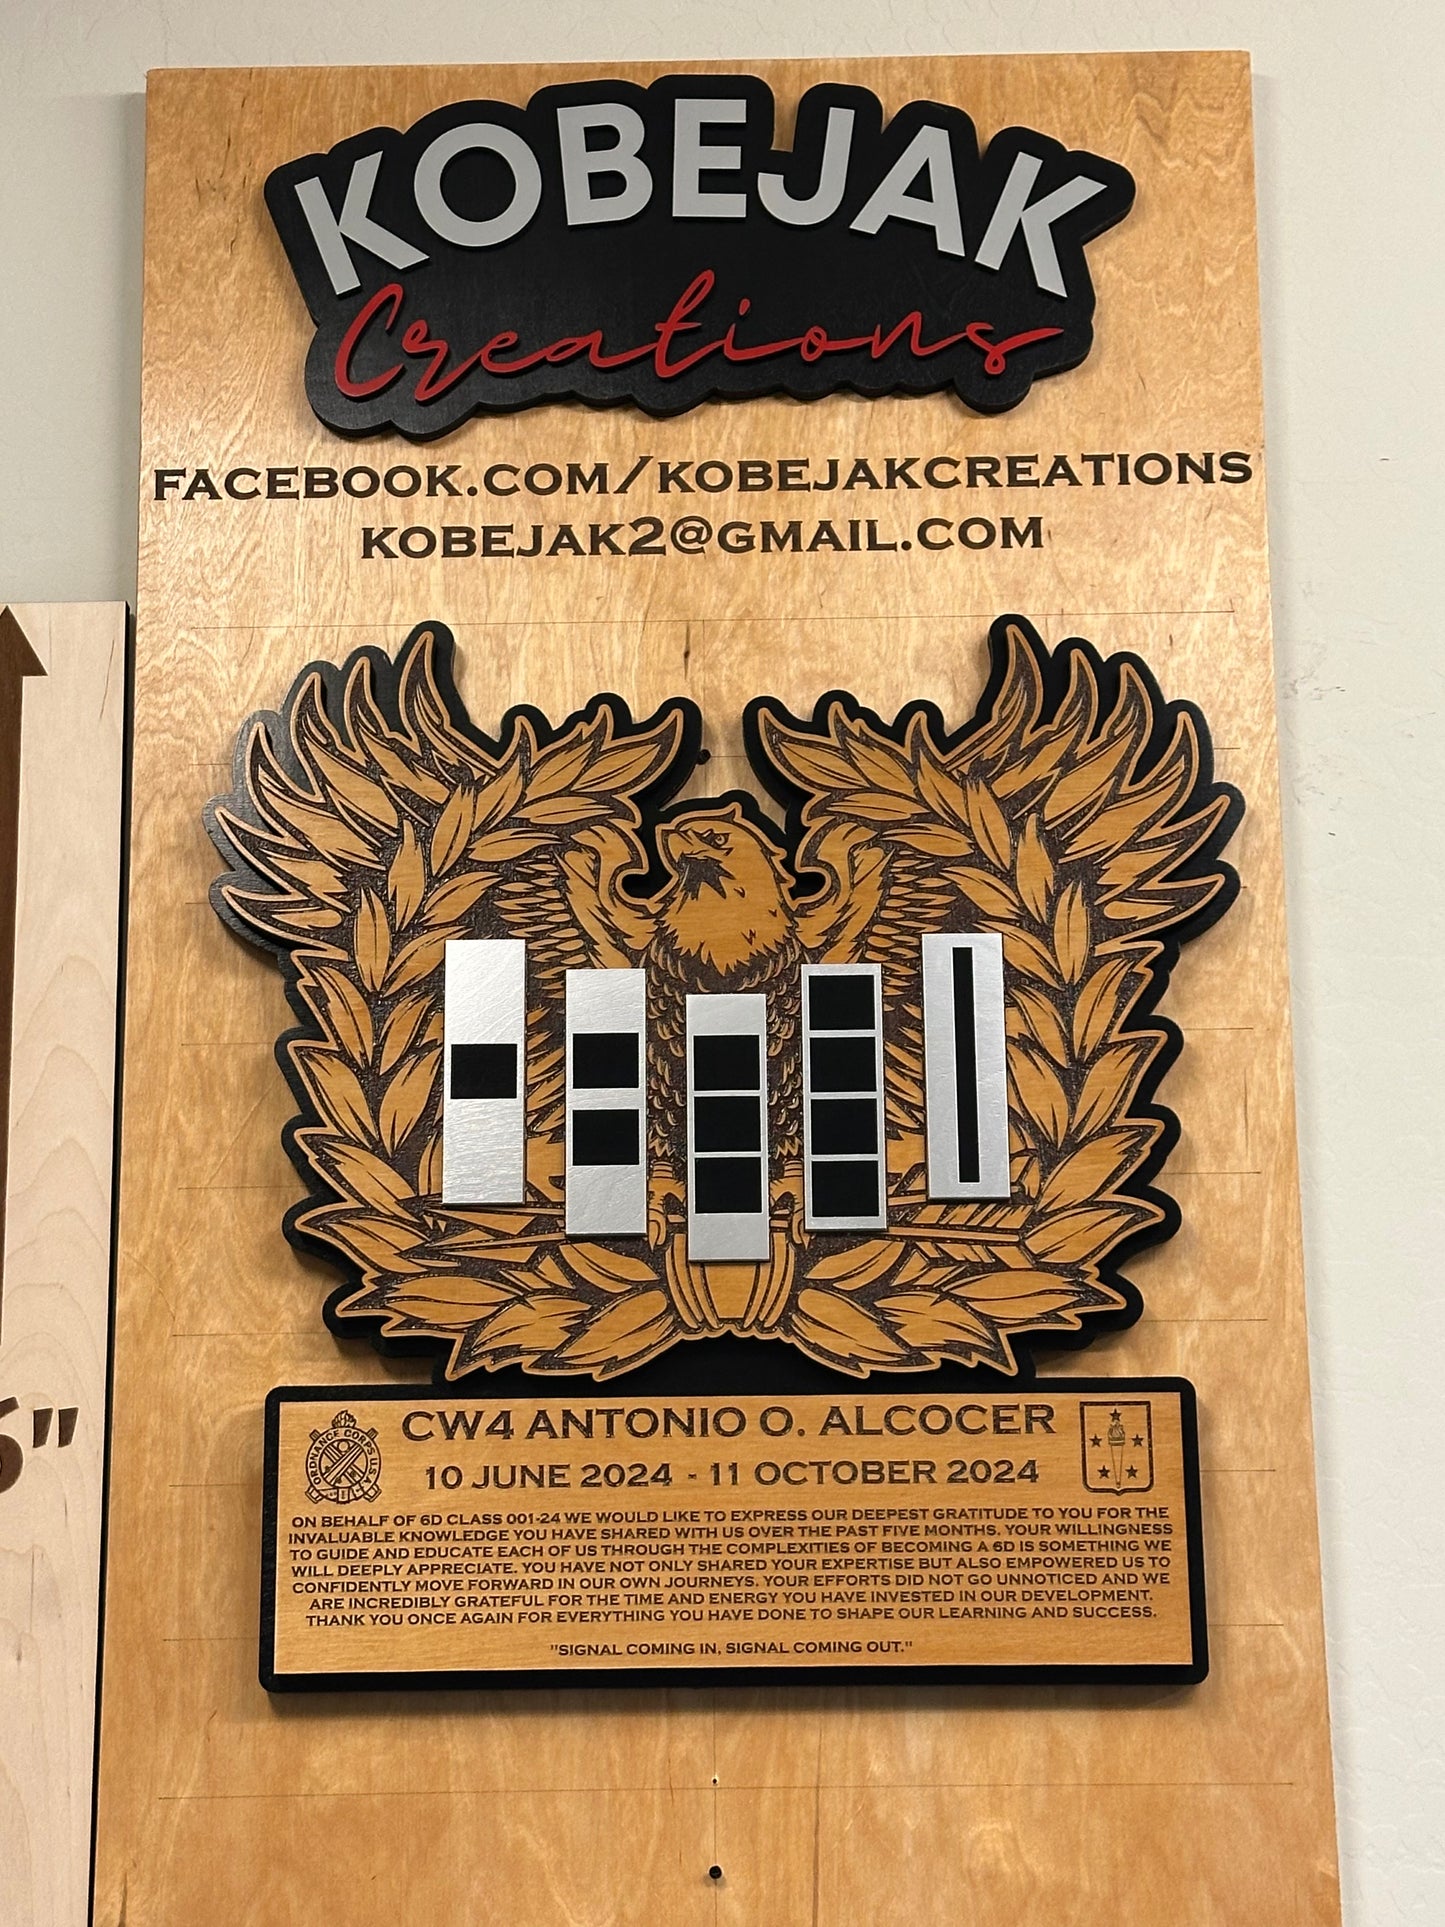 KOBEJAK
Creations
FACEBOOK.COM/KOBEJAKCREATIONS
KOBEJAK2@GMAIL.COM
6"
CW4 ANTONIO O. ALCOCER
10 JUNE 2024 - 11 OCTOBER 2024
ORDNANCE CORPS U.S.A.
ON BEHALF OF 6D CLASS 001-24 WE WOULD LIKE TO EXPRESS OUR DEEPEST GRATITUDE TO YOU FOR THE
INVALUABLE KNOWLEDGE YOU HAVE SHARED WITH US OVER THE PAST FIVE MONTHS. YOUR WILLINGNESS
TO GUIDE AND EDUCATE EACH OF US THROUGH THE COMPLEXITIES OF BECOMING A 6D IS SOMETHING WE
WILL DEEPLY APPRECIATE. YOU HAVE NOT ONLY SHARED YOUR EXPERTISE BUT ALSO EMPOWERED US TO
CONFIDENTLY MOVE FORWARD IN OUR OWN JOURNEYS. YOUR EFFORTS DID NOT GO UNNOTICED AND WE
ARE INCREDIBLY GRATEFUL FOR THE TIME AND ENERGY YOU HAVE INVESTED IN OUR DEVELOPMENT.
THANK YOU ONCE AGAIN FOR EVERYTHING YOU HAVE DONE TO SHAPE OUR LEARNING AND SUCCESS.
"SIGNAL COMING IN, SIGNAL COMING OUT."